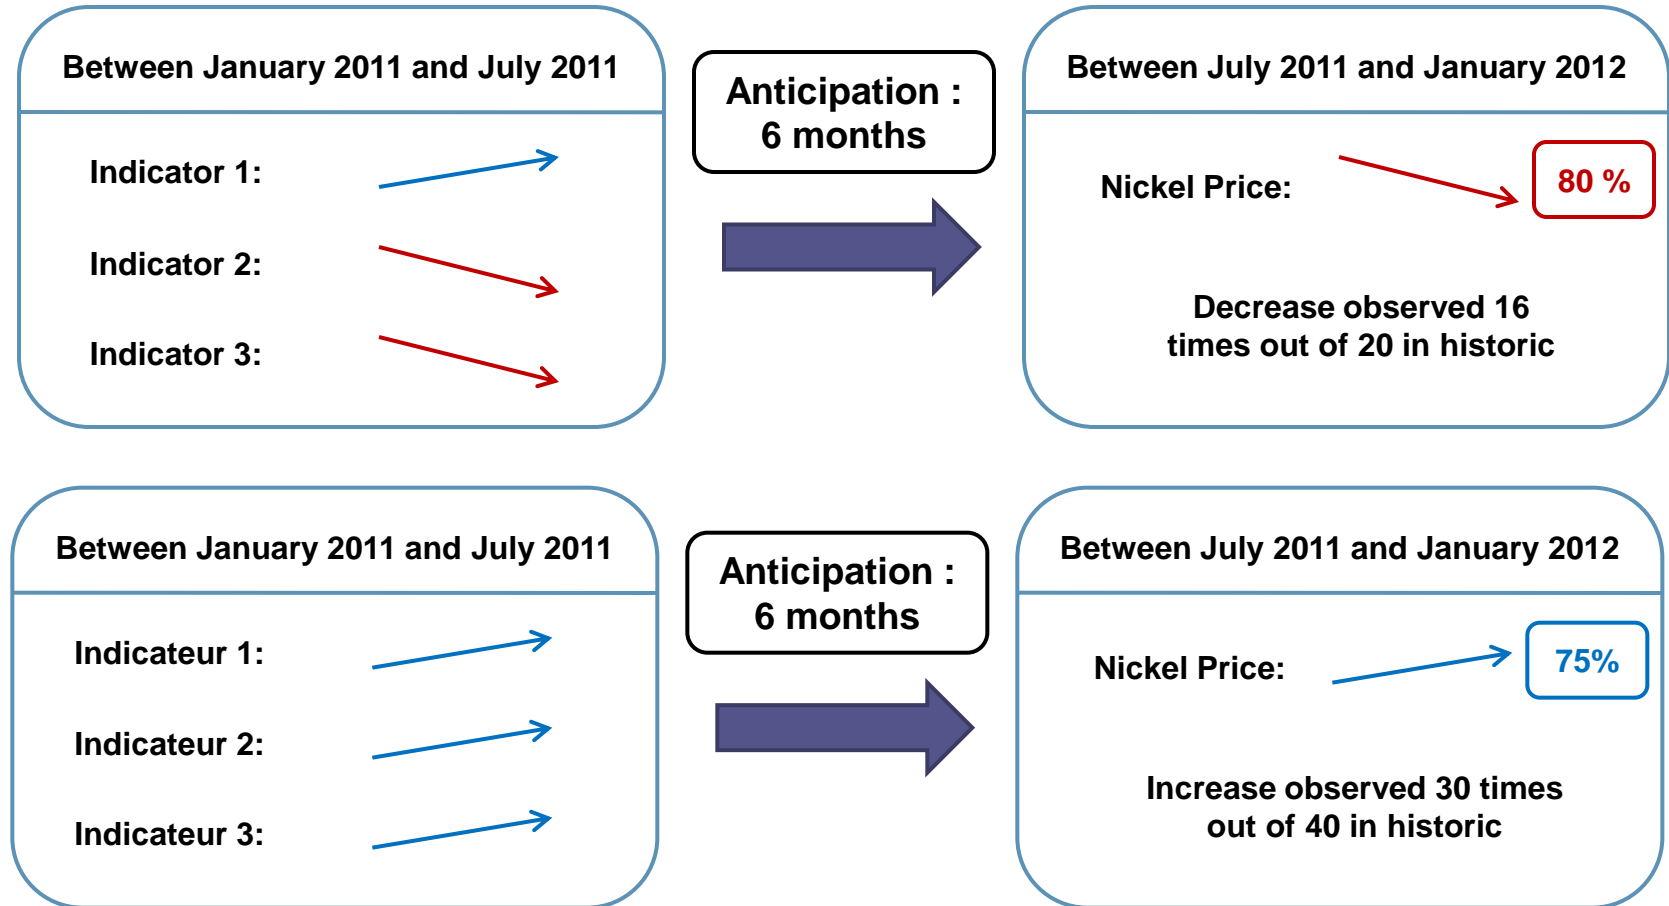 Between January 2011 and July 2011
Indicator 1:
Indicator 2:
Indicator 3:
Anticipation :
6 months
Between July 2011 and January 2012
Nickel Price:
80 %
Decrease observed 16
times out of 20 in historic
Between January 2011 and July 2011
Indicateur 1:
Indicateur 2:
Indicateur 3:
Anticipation :
6 months
Between July 2011 and January 2012
Nickel Price:
75%
Increase observed 30 times
out of 40 in historic